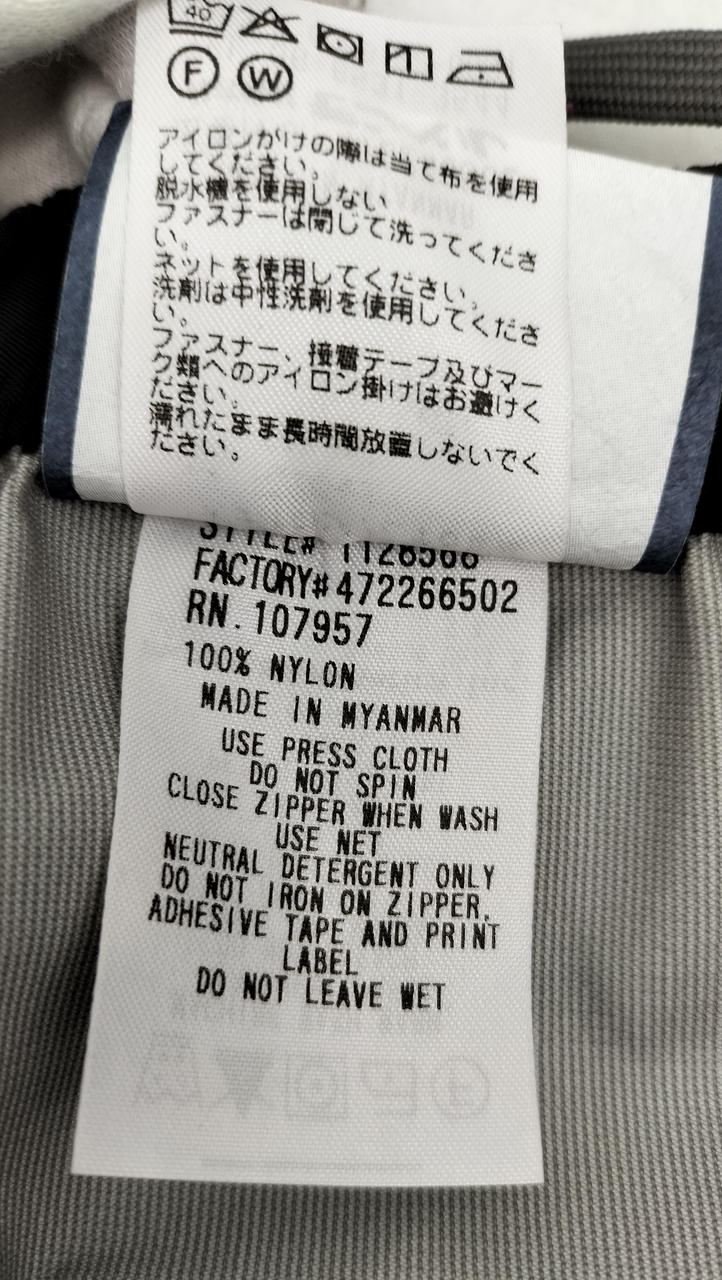 40
F W
アイロンがけの際は当て布を使用
してください。
脱水機を使用しない
ファスナーは閉じて洗ってくださ
い。
ネットを使用してください。
洗剤は中性洗剤を使用してくださ
い。
ファスナー、接着テープ及びマー
ク類へのアイロン掛けはお避けく
ださい。
濡れたまま長時間放置しないでく
ださい。
STYLE# 1128566
FACTORY# 472266502
RN. 107957
100% NYLON
MADE IN MYANMAR
USE PRESS CLOTH
DO NOT SPIN
CLOSE ZIPPER WHEN WASH
USE NET
NEUTRAL DETERGENT ONLY
DO NOT IRON ON ZIPPER.
ADHESIVE TAPE AND PRINT
LABEL
DO NOT LEAVE WET